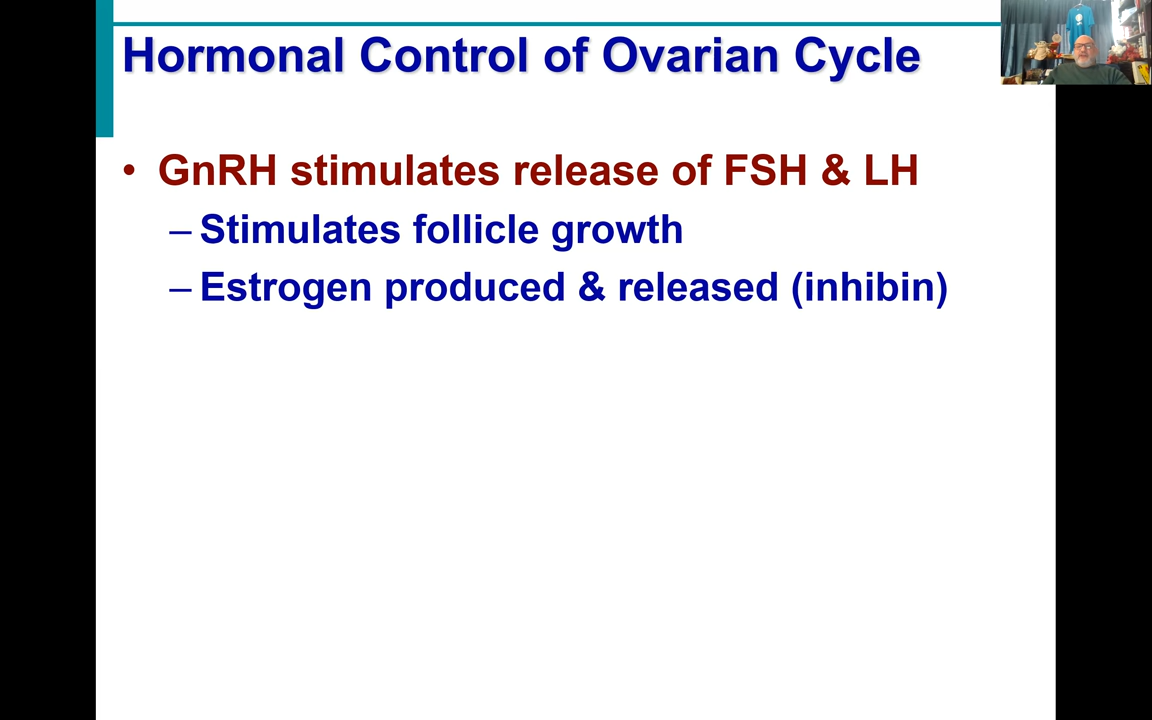 Hormonal Control of Ovarian Cycle
• GnRH stimulates release of FSH & LH
– Stimulates follicle growth
– Estrogen produced & released (inhibin)